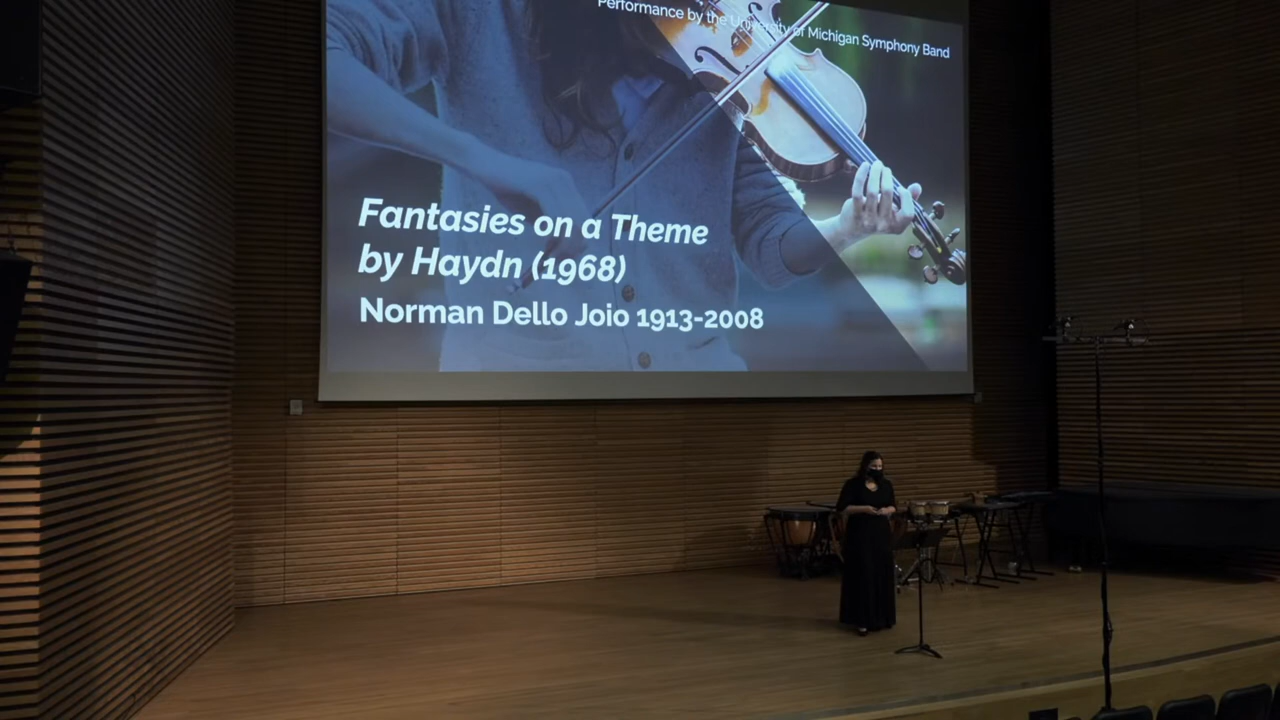 Performance by the University of Michigan Symphony Band
Fantasies on a Theme
by Haydn (1968)
Norman Dello Joio 1913-2008